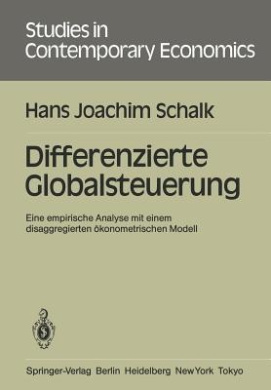 Studies in
Contemporary Economics
Hans Joachim Schalk
Differenzierte
Globalsteuerung
Eine empirische Analyse mit einem
disaggregierten ökonometrischen Modell
Springer-Verlag Berlin Heidelberg New York Tokyo